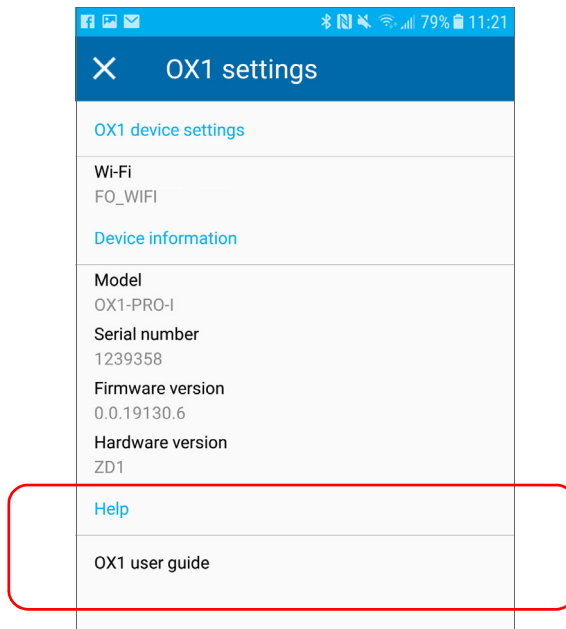 79% 11:21
OX1 settings
OX1 device settings
Wi-Fi
FO_WIFI
Device information
Model
OX1-PRO-I
Serial number
1239358
Firmware version
0.0.19130.6
Hardware version
ZD1
Help
OX1 user guide